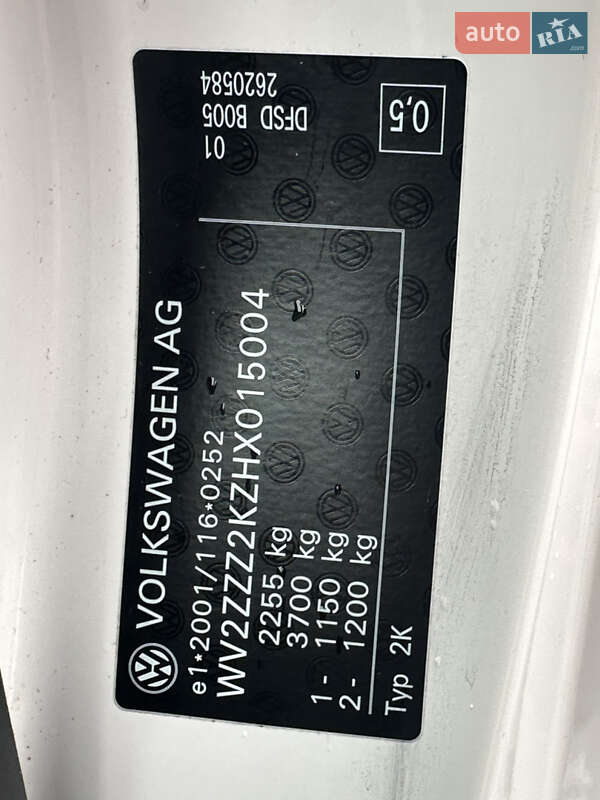 auto RIA.com
VOLKSWAGEN AG
e1*2001/116*0252
WV2ZZZ2KZHX015004
2255 kg
3700 kg
1- 1150 kg
2- 1200 kg
Typ 2K
01
DFSD B005
2620584
0,5